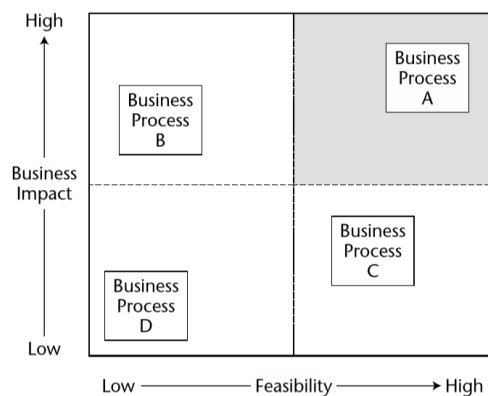 High
Business
Process
A
Business
Process
B
Business
Impact
Business
Process
C
Business
Process
D
Low
Low
Feasibility
High